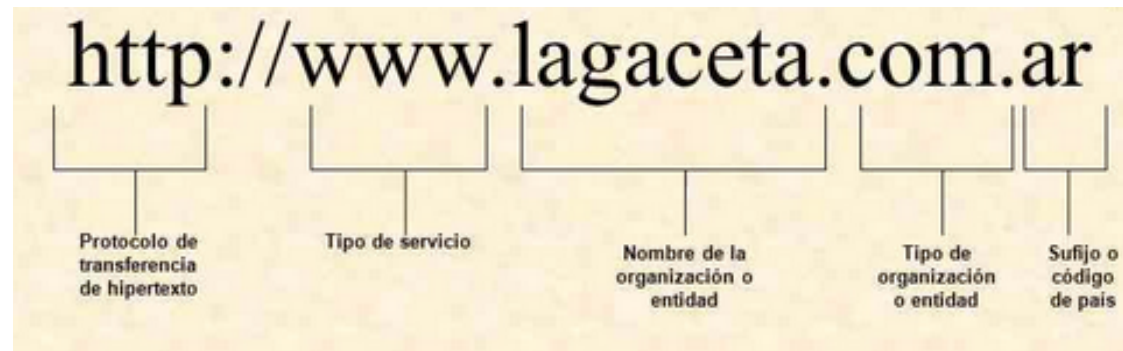 http://www.lagaceta.com.ar
Protocolo de
transferencia
de hipertexto
Tipo de servicio
Nombre de la
organización o
entidad
Tipo de
organización
o entidad
Sufijo o
código
de país